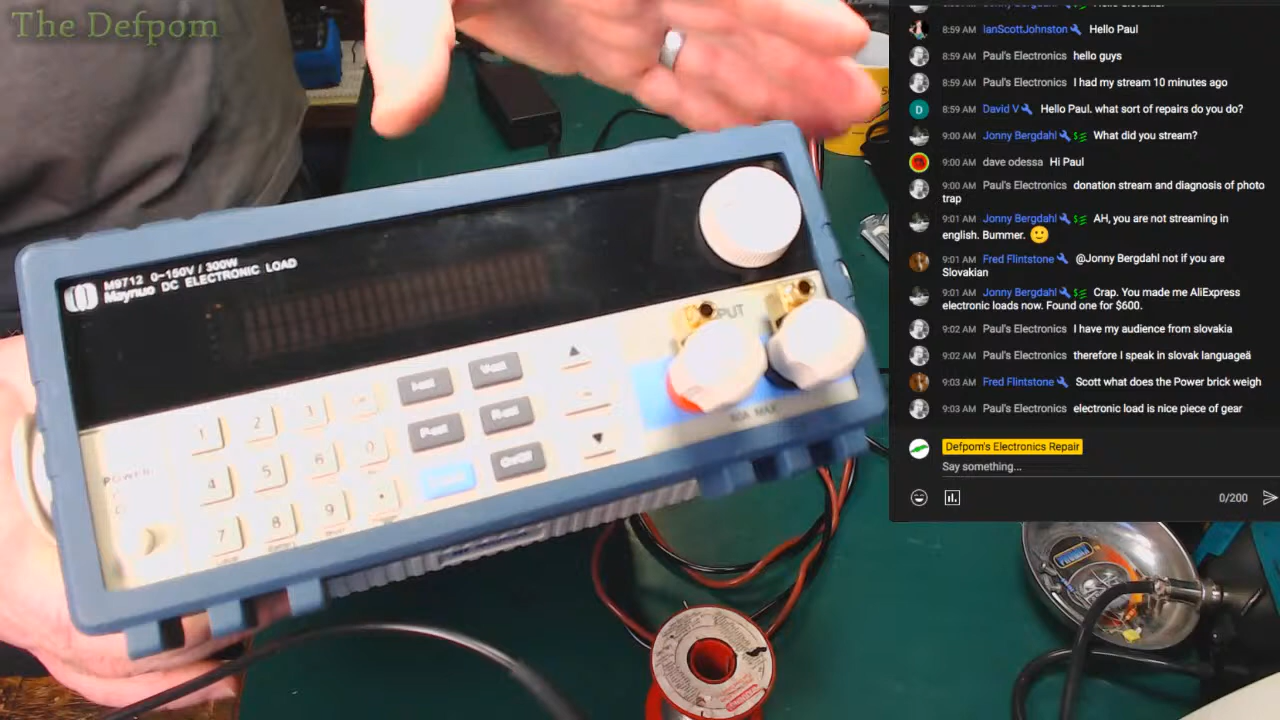 The Defpom
M9712 0-150V / 300W
Maynuo DC ELECTRONIC LOAD
1
2
3
I-set
V-set
4
5
6
0
P-set
R-set
7
8
9
On/Off
INPUT
MAX
8:59 AM IanScottJohnston Hello Paul
8:59 AM Paul's Electronics hello guys
8:59 AM Paul's Electronics I had my stream 10 minutes ago
D
8:59 AM David V Hello Paul. what sort of repairs do you do?
9:00 AM Jonny Bergdahl What did you stream?
9:00 AM dave odessa Hi Paul
9:00 AM Paul's Electronics donation stream and diagnosis of photo
trap
9:01 AM Jonny Bergdahl AH, you are not streaming in
english. Bummer. 🙂
9:01 AM Fred Flintstone @Jonny Bergdahl not if you are
Slovakian
9:01 AM Jonny Bergdahl Crap. You made me AliExpress
electronic loads now. Found one for $600.
9:02 AM Paul's Electronics I have my audience from slovakia
9:02 AM Paul's Electronics therefore I speak in slovak languageä
9:03 AM Fred Flintstone Scott what does the Power brick weigh
9:03 AM Paul's Electronics electronic load is nice piece of gear
Defpom's Electronics Repair
Say something...
0/200